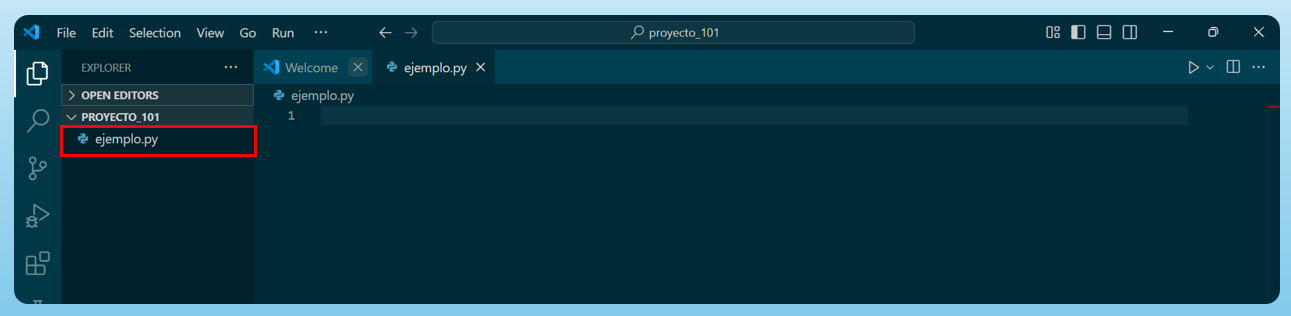 File Edit Selection View Go Run ··· ← → proyecto_101
EXPLORER ··· Welcome × ejemplo.py × ···
> OPEN EDITORS ejemplo.py
PROYECTO_101 1
ejemplo.py